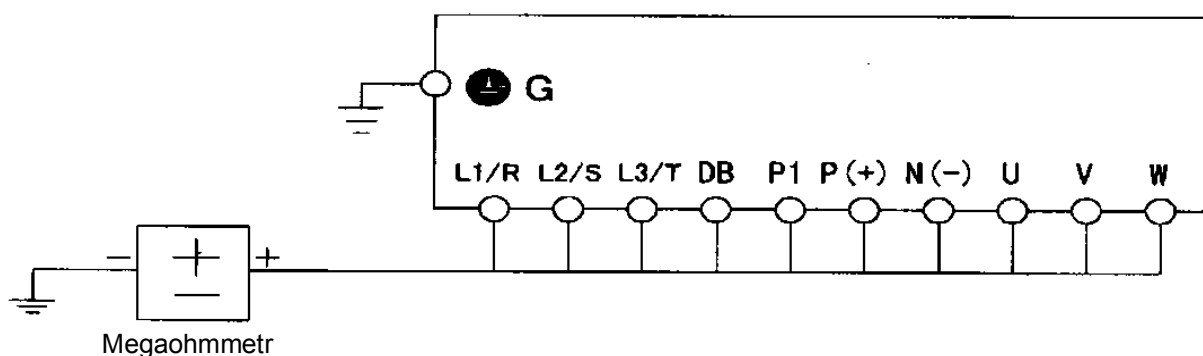 G
L1/R L2/S L3/T DB P1 P(+) N(-) U V W
− + +
−
Megaohmmetr